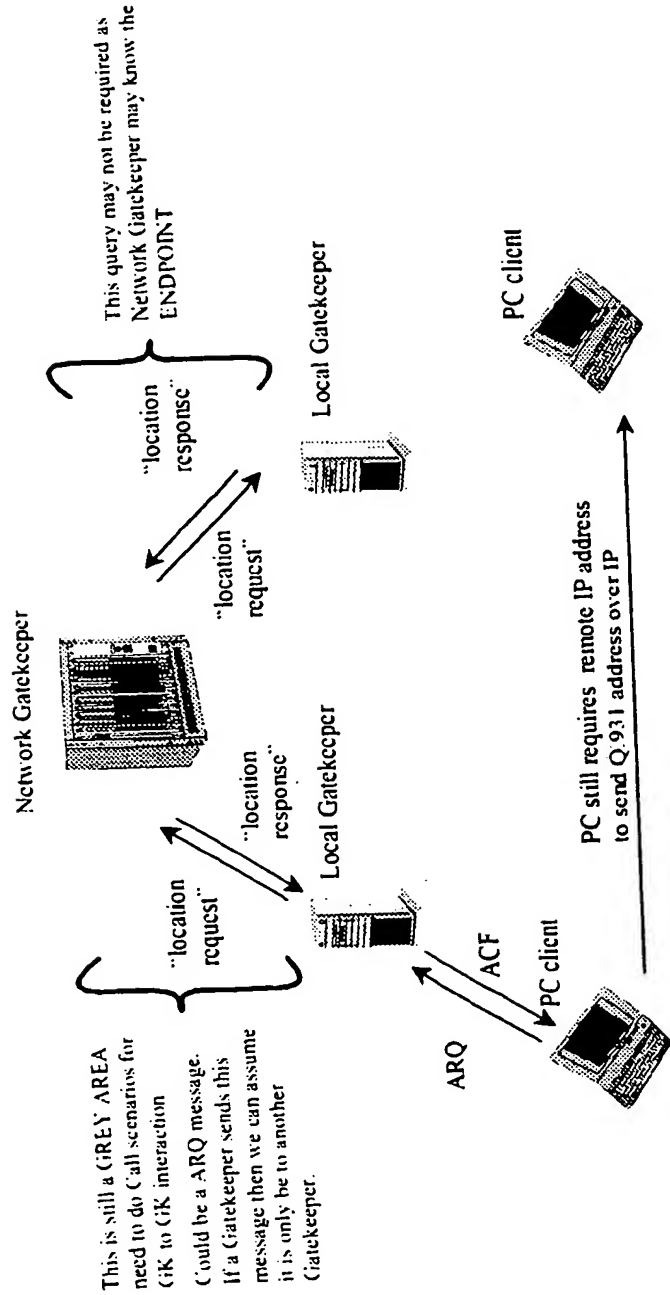 Network Gatekeeper
This query may not be required as
Network Gatekeeper may know the
ENDPOINT
This is still a GREY AREA
need to do Call scenarios for
GK to GK interaction
Could be a ARQ message.
If a Gatekeeper sends this
message then we can assume
it is only be to another
Gatekeeper.
"location
request"
"location
response"
"location
request"
"location
response"
Local Gatekeeper
Local Gatekeeper
ARQ
ACF
PC client
PC client
PC still requires remote IP address
to send Q.931 address over IP